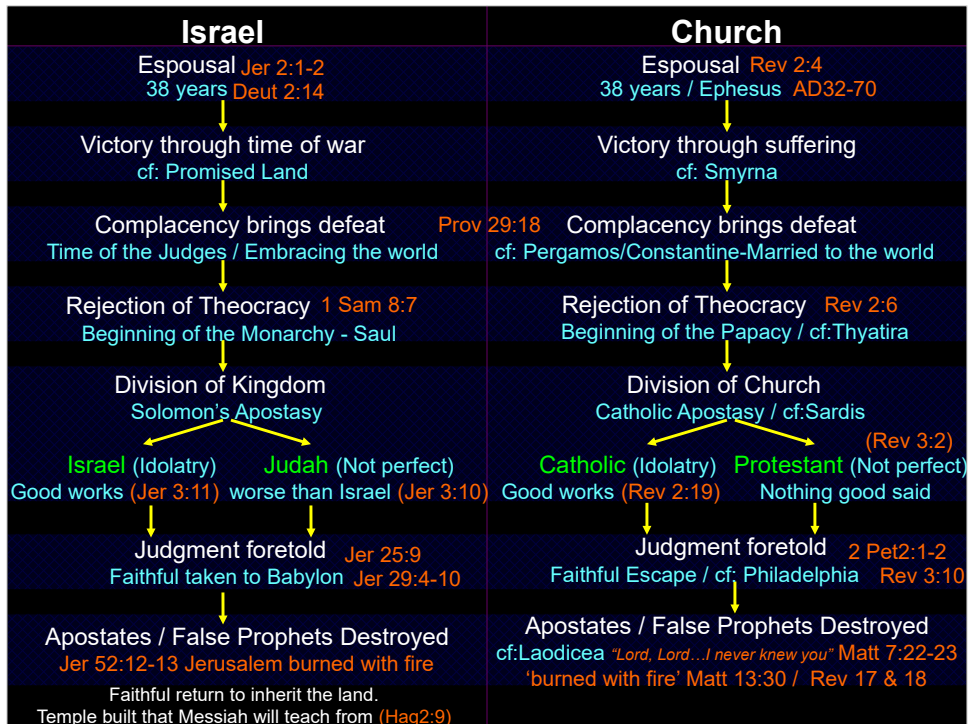 Israel
Espousal Jer 2:1-2
38 years Deut 2:14
Victory through time of war
cf: Promised Land
Complacency brings defeat
Time of the Judges / Embracing the world
Rejection of Theocracy 1 Sam 8:7
Beginning of the Monarchy - Saul
Division of Kingdom
Solomon's Apostasy
Israel (Idolatry) Judah (Not perfect)
Good works (Jer 3:11) worse than Israel (Jer 3:10)
Judgment foretold Jer 25:9
Faithful taken to Babylon Jer 29:4-10
Apostates / False Prophets Destroyed
Jer 52:12-13 Jerusalem burned with fire
Faithful return to inherit the land.
Temple built that Messiah will teach from (Hag2:9)
Prov 29:18
Church
Espousal Rev 2:4
38 years / Ephesus AD32-70
Victory through suffering
cf: Smyrna
Complacency brings defeat
cf: Pergamos/Constantine-Married to the world
Rejection of Theocracy Rev 2:6
Beginning of the Papacy / cf:Thyatira
Division of Church
Catholic Apostasy / cf:Sardis
(Rev 3:2)
Catholic (Idolatry) Protestant (Not perfect)
Good works (Rev 2:19) Nothing good said
Judgment foretold 2 Pet2:1-2
Faithful Escape / cf: Philadelphia Rev 3:10
Apostates / False Prophets Destroyed
cf:Laodicea "Lord, Lord…I never knew you" Matt 7:22-23
'burned with fire' Matt 13:30 / Rev 17 & 18